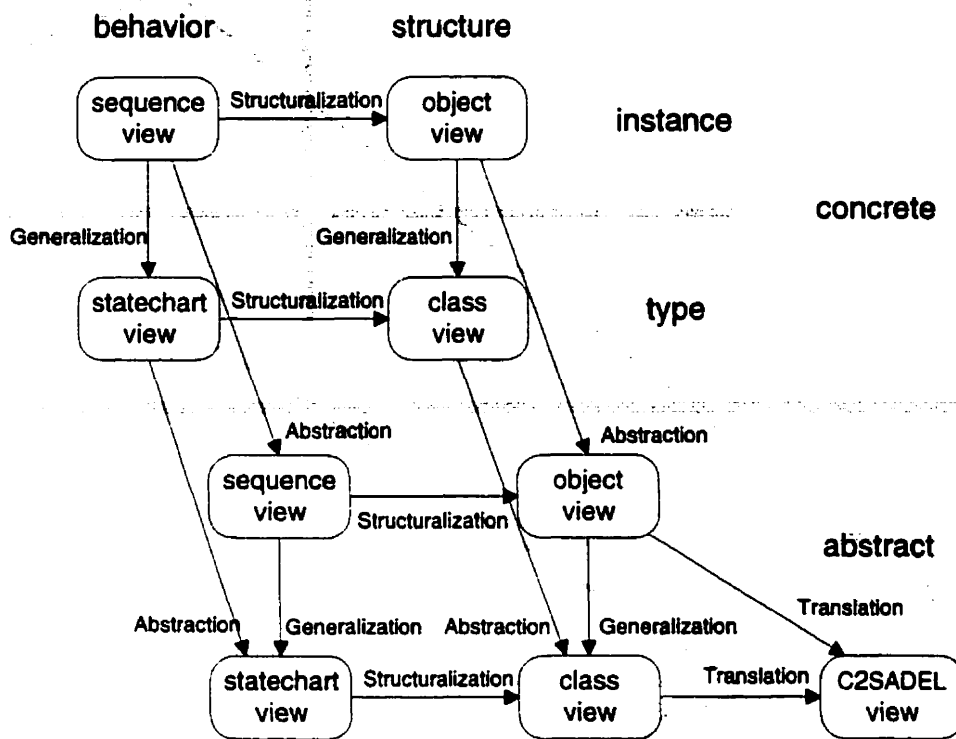 behavior
structure
sequence
view
Structuralization
object
view
instance
concrete
Generalization
Generalization
statechart
view
Structuralization
class
view
type
Abstraction
Abstraction
sequence
view
Structuralization
object
view
abstract
Translation
Abstraction
Generalization
Abstraction
Generalization
statechart
view
Structuralization
class
view
Translation
C2SADEL
view